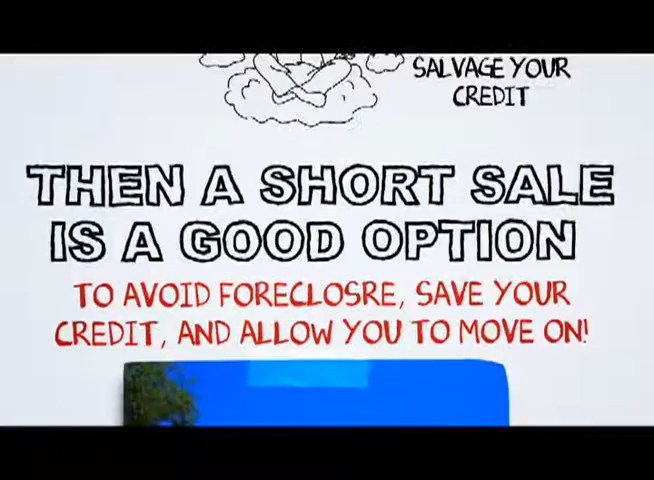 SALVAGE YOUR
CREDIT
THEN A SHORT SALE
IS A GOOD OPTION
TO AVOID FORECLOSRE, SAVE YOUR
CREDIT, AND ALLOW YOU TO MOVE ON!